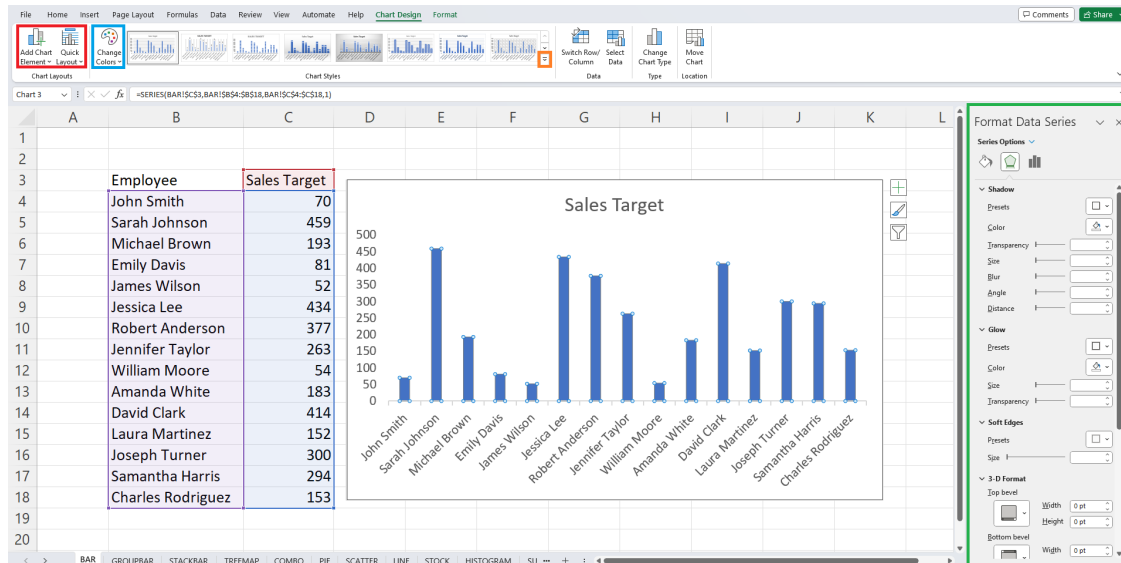 File Home Insert Page Layout Formulas Data Review View Automate Help Chart Design Format Comments Share
Add Chart Element Quick Layout Change Colors Switch Row/ Column Select Data Change Chart Type Move Chart
Chart Layouts Chart Styles Data Type Location
Chart 3 fx =SERIES(BAR!$C$3,BAR!$B$4:$B$18,BAR!$C$4:$C$18,1)
A B C D E F G H I J K L
1
2
3 Employee Sales Target
4 John Smith 70
5 Sarah Johnson 459
6 Michael Brown 193
7 Emily Davis 81
8 James Wilson 52
9 Jessica Lee 434
10 Robert Anderson 377
11 Jennifer Taylor 263
12 William Moore 54
13 Amanda White 183
14 David Clark 414
15 Laura Martinez 152
16 Joseph Turner 300
17 Samantha Harris 294
18 Charles Rodriguez 153
19
20
Sales Target
500
450
400
350
300
250
200
150
100
50
0
John Smith
Sarah Johnson
Michael Brown
Emily Davis
James Wilson
Jessica Lee
Robert Anderson
Jennifer Taylor
William Moore
Amanda White
David Clark
Laura Martinez
Joseph Turner
Samantha Harris
Charles Rodriguez
Format Data Series
Series Options
Shadow
Presets
Color
Transparency
Size
Blur
Angle
Distance
Glow
Presets
Color
Size
Transparency
Soft Edges
Presets
Size
3-D Format
Top bevel
Width 0 pt
Height 0 pt
Bottom bevel
Width 0 pt
BAR GROUPBAR STACKBAR TREEMAP COMBO PIE SCATTER LINE STOCK HISTOGRAM SU ...